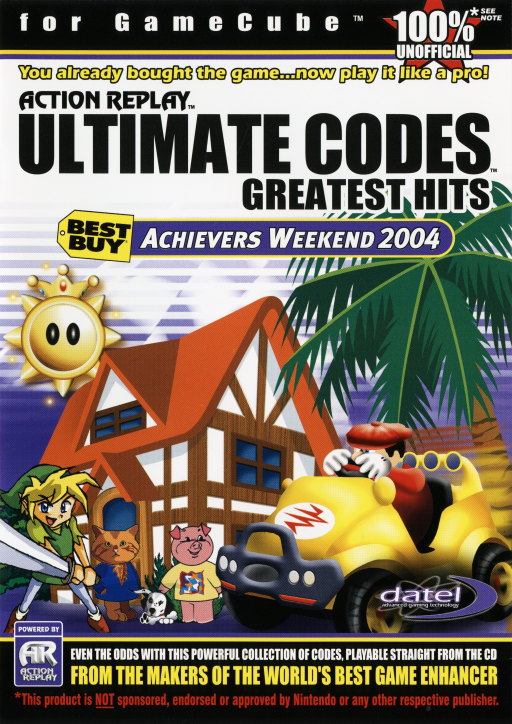 for GameCube ™
100%* SEE NOTE
UNOFFICIAL
You already bought the game...now play it like a pro!
ACTION REPLAY™
ULTIMATE CODES™
GREATEST HITS
BEST BUY
ACHIEVERS WEEKEND 2004
datel
advanced gaming technology
POWERED BY
AR
ACTION REPLAY
EVEN THE ODDS WITH THIS POWERFUL COLLECTION OF CODES, PLAYABLE STRAIGHT FROM THE CD
FROM THE MAKERS OF THE WORLD'S BEST GAME ENHANCER
*This product is NOT sponsored, endorsed or approved by Nintendo or any other respective publisher.